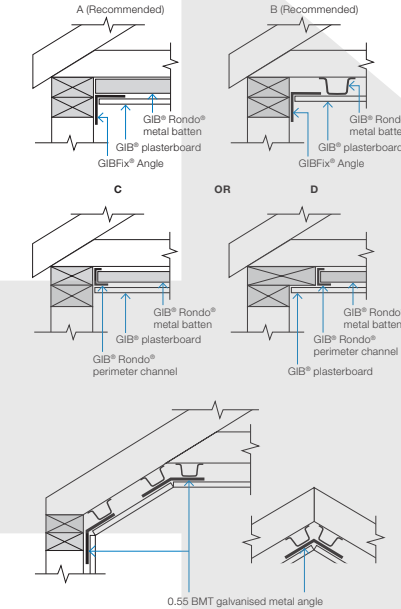 A (Recommended)
B (Recommended)
GIB® Rondo®
metal batten
GIB® plasterboard
GIBFix® Angle
GIB® Rond
metal batte
GIB® plasterboard
GIBFix® Angle
C
OR
D
GIB® Rondo®
metal batten
GIB® plasterboard
GIB® Rondo®
perimeter channel
GIB® Rondo
metal batten
GIB® Rondo®
perimeter channel
GIB® plasterboard
0.55 BMT galvanised metal angle